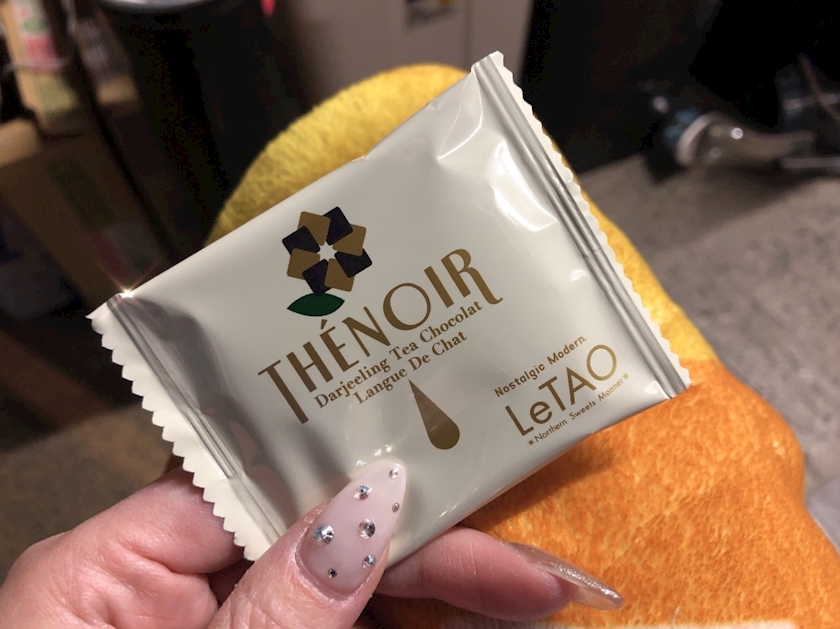 THÉNOIR
Darjeeling Tea Chocolat
Langue De Chat
Nostalgic Modern.
LeTAO
*Northern Sweets Manner*